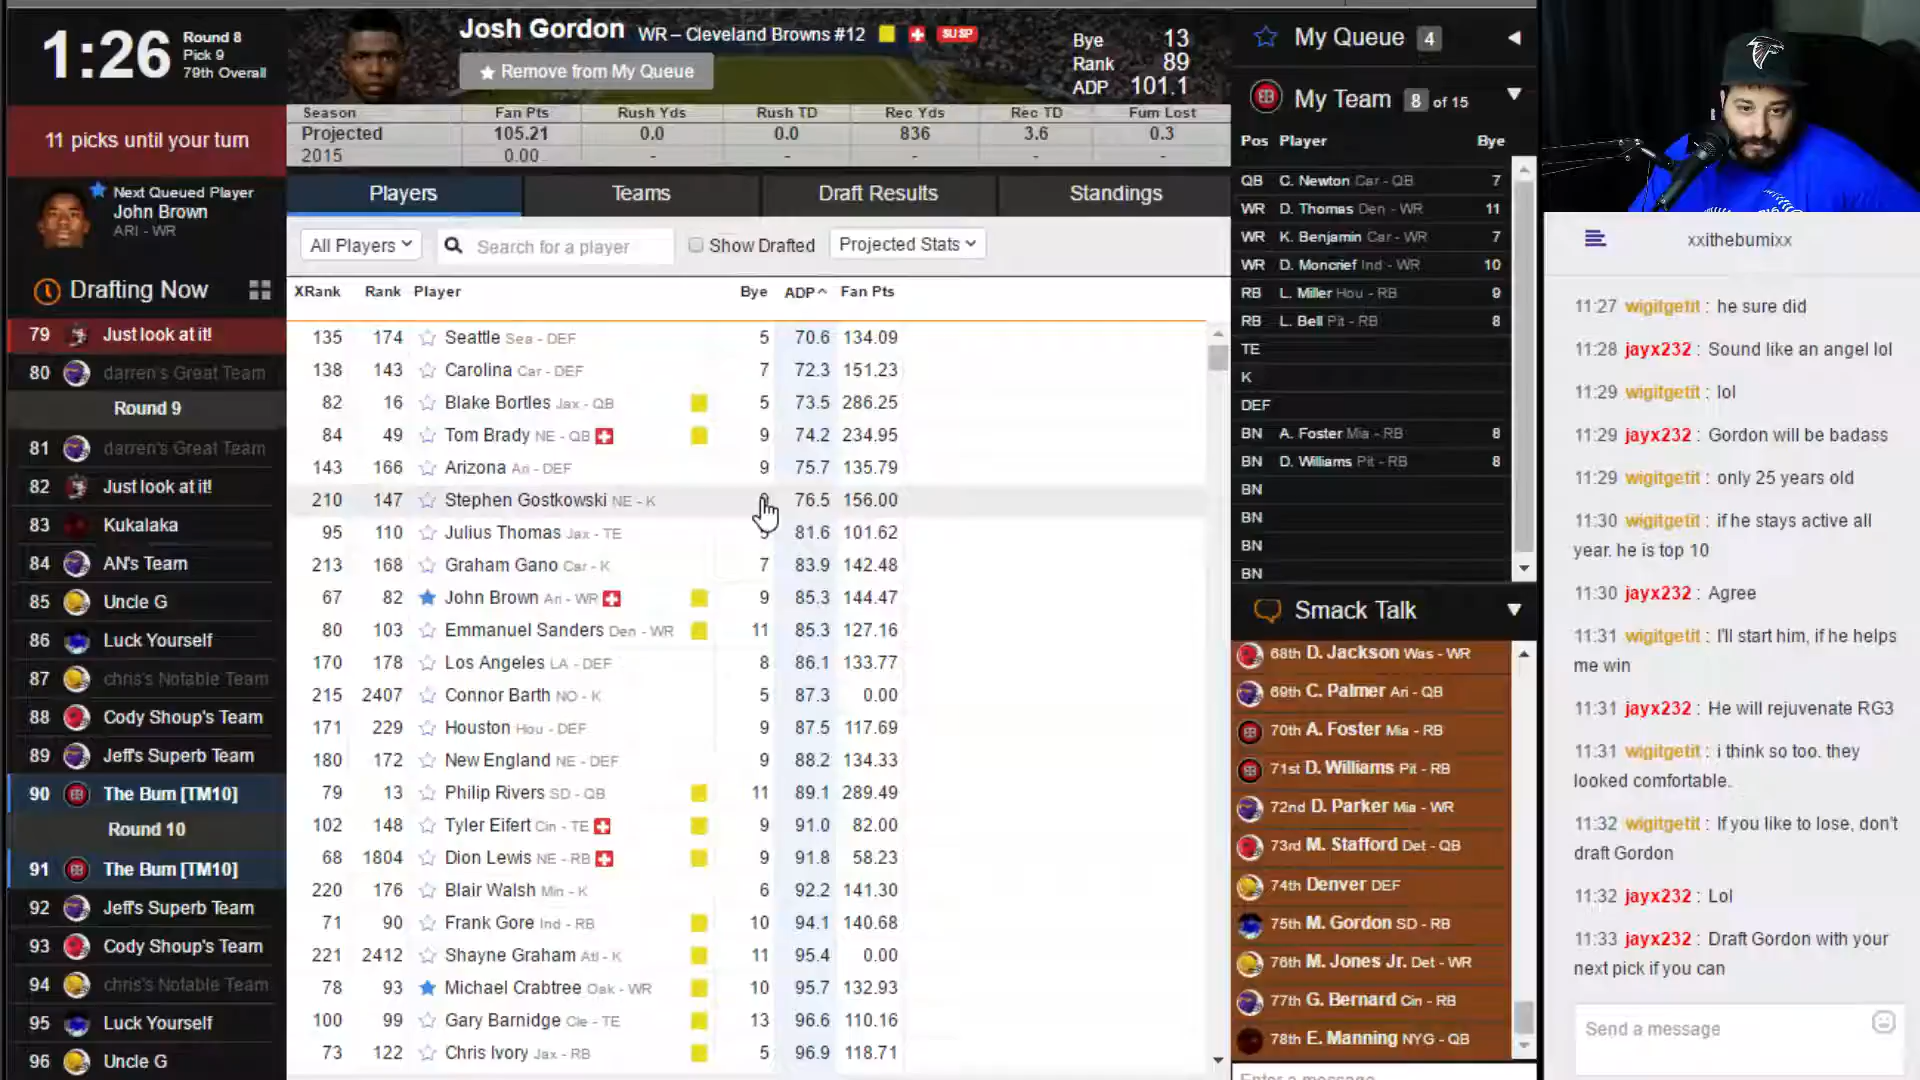 1:26
Round 8
Pick 9
79th Overall
11 picks until your turn
Next Queued Player
John Brown
ARI - WR
Drafting Now
79 Just look at it!
80 darren's Great Team
Round 9
81 darren's Great Team
82 Just look at it!
83 Kukalaka
84 AN's Team
85 Uncle G
86 Luck Yourself
87 chris's Notable Team
88 Cody Shoup's Team
89 Jeff's Superb Team
90 The Bum [TM10]
Round 10
91 The Bum [TM10]
92 Jeff's Superb Team
93 Cody Shoup's Team
94 chris's Notable Team
95 Luck Yourself
96 Uncle G
Josh Gordon WR – Cleveland Browns #12 SUSP
Remove from My Queue
Bye 13
Rank 89
ADP 101.1
Season Fan Pts Rush Yds Rush TD Rec Yds Rec TD Fum Lost
Projected 105.21 0.0 0.0 836 3.6 0.3
2015 0.00 - - - - -
Players Teams Draft Results Standings
All Players Search for a player Show Drafted Projected Stats
XRank Rank Player Bye ADP^ Fan Pts
135 174 Seattle Sea - DEF 5 70.6 134.09
138 143 Carolina Car - DEF 7 72.3 151.23
82 16 Blake Bortles Jax - QB 5 73.5 286.25
84 49 Tom Brady NE - QB 9 74.2 234.95
143 166 Arizona Ari - DEF 9 75.7 135.79
210 147 Stephen Gostkowski NE - K 76.5 156.00
95 110 Julius Thomas Jax - TE 5 81.6 101.62
213 168 Graham Gano Car - K 7 83.9 142.48
67 82 John Brown Ari - WR 9 85.3 144.47
80 103 Emmanuel Sanders Den - WR 11 85.3 127.16
170 178 Los Angeles LA - DEF 8 86.1 133.77
215 2407 Connor Barth NO - K 5 87.3 0.00
171 229 Houston Hou - DEF 9 87.5 117.69
180 172 New England NE - DEF 9 88.2 134.33
79 13 Philip Rivers SD - QB 11 89.1 289.49
102 148 Tyler Eifert Cin - TE 9 91.0 82.00
68 1804 Dion Lewis NE - RB 9 91.8 58.23
220 176 Blair Walsh Min - K 6 92.2 141.30
71 90 Frank Gore Ind - RB 10 94.1 140.68
221 2412 Shayne Graham Atl - K 11 95.4 0.00
78 93 Michael Crabtree Oak - WR 10 95.7 132.93
100 99 Gary Barnidge Cle - TE 13 96.6 110.16
73 122 Chris Ivory Jax - RB 5 96.9 118.71
My Queue 4
My Team 8 of 15
Pos Player Bye
QB C. Newton Car - QB 7
WR D. Thomas Den - WR 11
WR K. Benjamin Car - WR 7
WR D. Moncrief Ind - WR 10
RB L. Miller Hou - RB 9
RB L. Bell Pit - RB 8
TE
K
DEF
BN A. Foster Mia - RB 8
BN D. Williams Pit - RB 8
BN
BN
BN
BN
Smack Talk
68th D. Jackson Was - WR
69th C. Palmer Ari - QB
70th A. Foster Mia - RB
71st D. Williams Pit - RB
72nd D. Parker Mia - WR
73rd M. Stafford Det - QB
74th Denver DEF
75th M. Gordon SD - RB
76th M. Jones Jr. Det - WR
77th G. Bernard Cin - RB
78th E. Manning NYG - QB
Enter a message
xxithebumixx
11:27 wigitgetit : he sure did
11:28 jayx232 : Sound like an angel lol
11:29 wigitgetit : lol
11:29 jayx232 : Gordon will be badass
11:29 wigitgetit : only 25 years old
11:30 wigitgetit : if he stays active all
year. he is top 10
11:30 jayx232 : Agree
11:31 wigitgetit : I'll start him, if he helps
me win
11:31 jayx232 : He will rejuvenate RG3
11:31 wigitgetit : i think so too. they
looked comfortable.
11:32 wigitgetit : If you like to lose, don't
draft Gordon
11:32 jayx232 : Lol
11:33 jayx232 : Draft Gordon with your
next pick if you can
Send a message